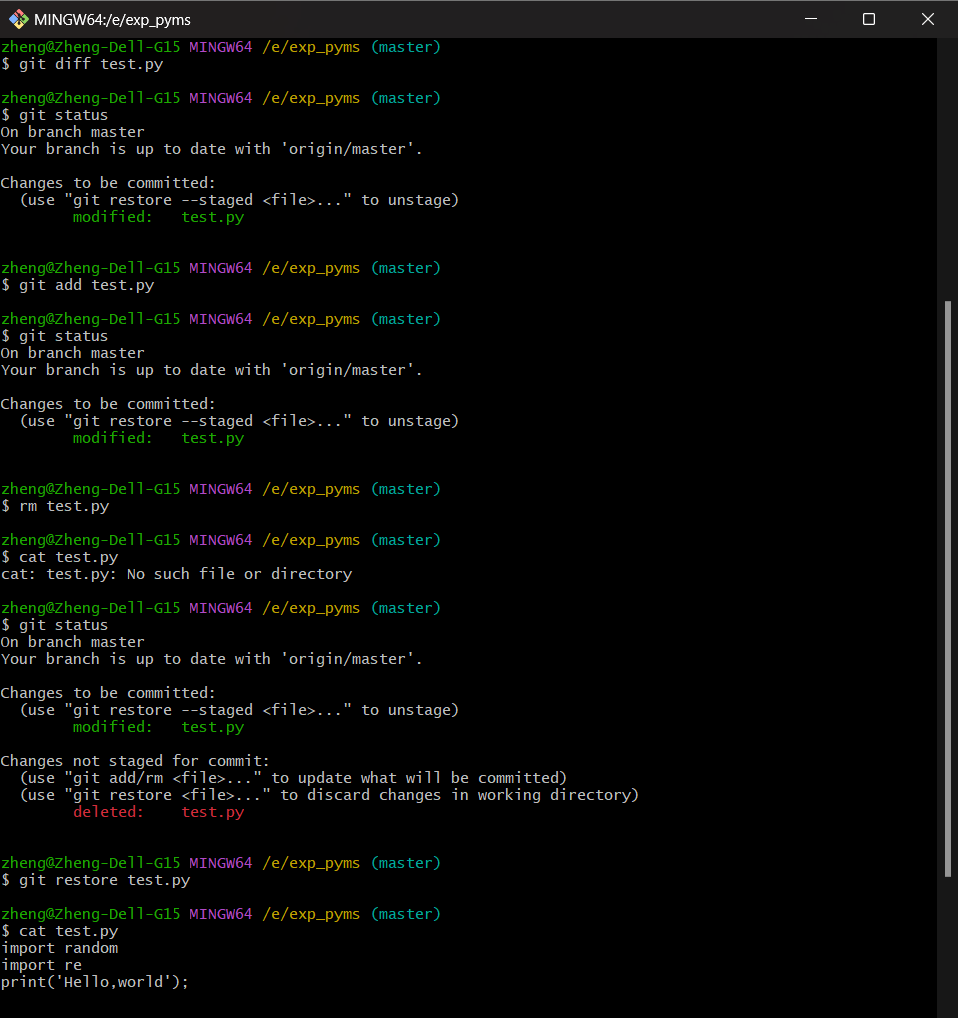 MINGW64:/e/exp_pyms
zheng@Zheng-Dell-G15 MINGW64 /e/exp_pyms (master)
$ git diff test.py
zheng@Zheng-Dell-G15 MINGW64 /e/exp_pyms (master)
$ git status
On branch master
Your branch is up to date with 'origin/master'.
Changes to be committed:
  (use "git restore --staged <file>..." to unstage)
        modified:   test.py
zheng@Zheng-Dell-G15 MINGW64 /e/exp_pyms (master)
$ git add test.py
zheng@Zheng-Dell-G15 MINGW64 /e/exp_pyms (master)
$ git status
On branch master
Your branch is up to date with 'origin/master'.
Changes to be committed:
  (use "git restore --staged <file>..." to unstage)
        modified:   test.py
zheng@Zheng-Dell-G15 MINGW64 /e/exp_pyms (master)
$ rm test.py
zheng@Zheng-Dell-G15 MINGW64 /e/exp_pyms (master)
$ cat test.py
cat: test.py: No such file or directory
zheng@Zheng-Dell-G15 MINGW64 /e/exp_pyms (master)
$ git status
On branch master
Your branch is up to date with 'origin/master'.
Changes to be committed:
  (use "git restore --staged <file>..." to unstage)
        modified:   test.py
Changes not staged for commit:
  (use "git add/rm <file>..." to update what will be committed)
  (use "git restore <file>..." to discard changes in working directory)
        deleted:    test.py
zheng@Zheng-Dell-G15 MINGW64 /e/exp_pyms (master)
$ git restore test.py
zheng@Zheng-Dell-G15 MINGW64 /e/exp_pyms (master)
$ cat test.py
import random
import re
print('Hello,world');